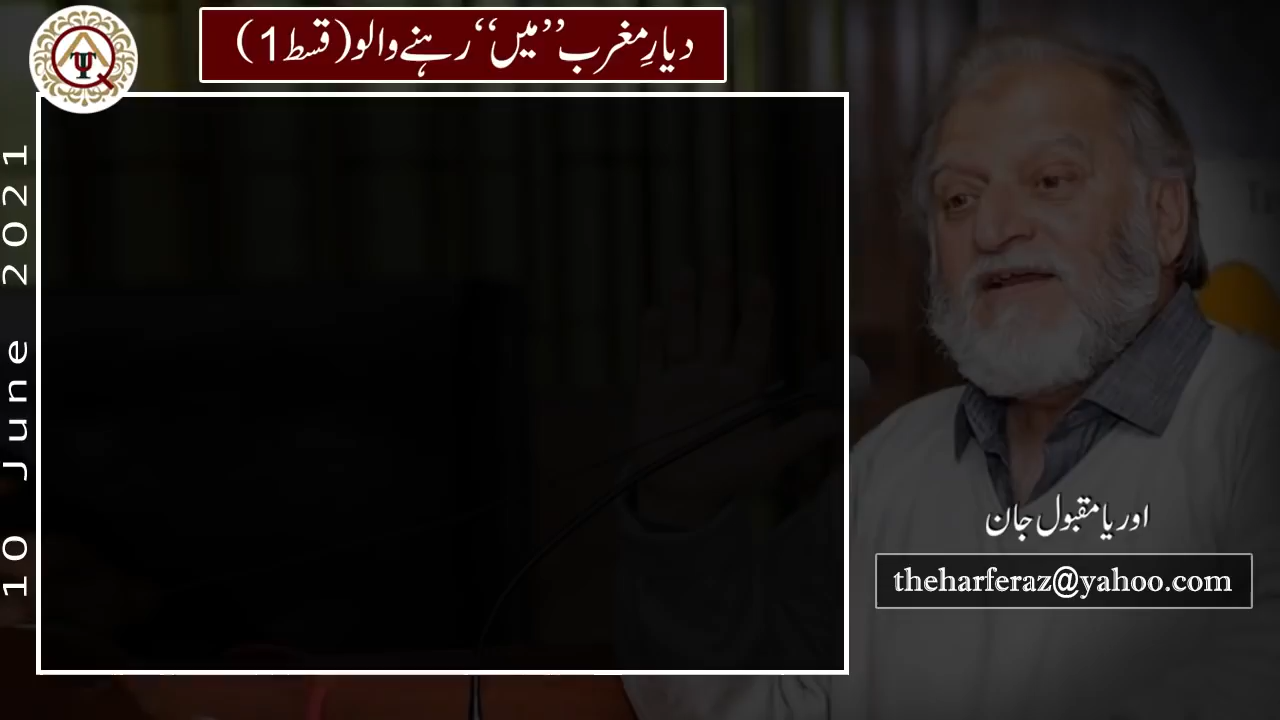 دیارِمغرب ’’میں‘‘ رہنے والو (قسط 1)
10 June 2021
اوریا مقبول جان
theharferaz@yahoo.com